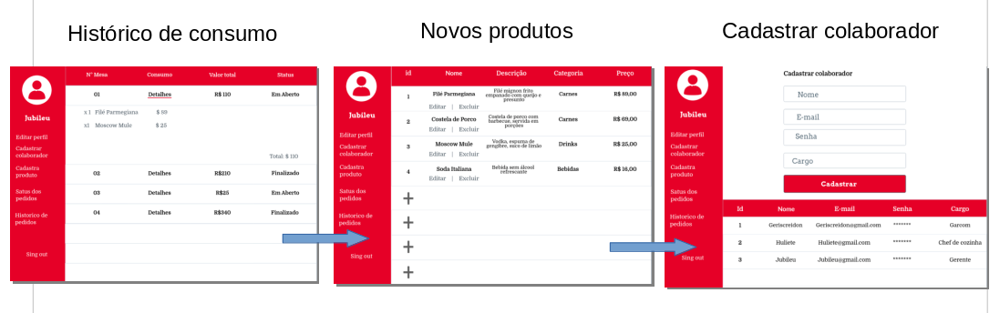 Histórico de consumo
Novos produtos
Cadastrar colaborador
Jubileu
Editar perfil
Cadastrar
colaborador
Cadastra
produto
Satus dos
pedidos
Historico de
pedidos
Sing out
Nº Mesa Consumo Valor total Status
01 Detalhes R$ 110 Em Aberto
x 1 Filé Parmegiana $ 89
x1 Moscow Mule $ 25
Total: $ 110
02 Detalhes R$210 Finalizado
03 Detalhes R$25 Em Aberto
04 Detalhes R$340 Finalizado
Jubileu
Editar perfil
Cadastrar
colaborador
Cadastra
produto
Satus dos
pedidos
Historico de
pedidos
Sing out
id Nome Descrição Categoria Preço
1 Filé Parmegiana Filé mignon frito empanado com queijo e presunto Carnes R$ 89,00
Editar | Excluir
2 Costela de Porco Costela de porco com barbecue, servida em porções Carnes R$ 69,00
Editar | Excluir
3 Moscow Mule Vodka, espuma de gengibre, suco de limão Drinks R$ 25,00
Editar | Excluir
4 Soda Italiana Bebida sem álcool refrescante Bebidas R$ 16,00
Editar | Excluir
+
+
+
+
Jubileu
Editar perfil
Cadastrar
colaborador
Cadastra
produto
Satus dos
pedidos
Historico de
pedidos
Sing out
Cadastrar colaborador
Nome
E-mail
Senha
Cargo
Cadastrar
Id Nome E-mail Senha Cargo
1 Geriscreidon Geriscreidon@gmail.com ******* Garcom
2 Huliete Huliete@gmail.com ******* Chef de cozinha
3 Jubileu Jubileu@gmail.com ******* Gerente